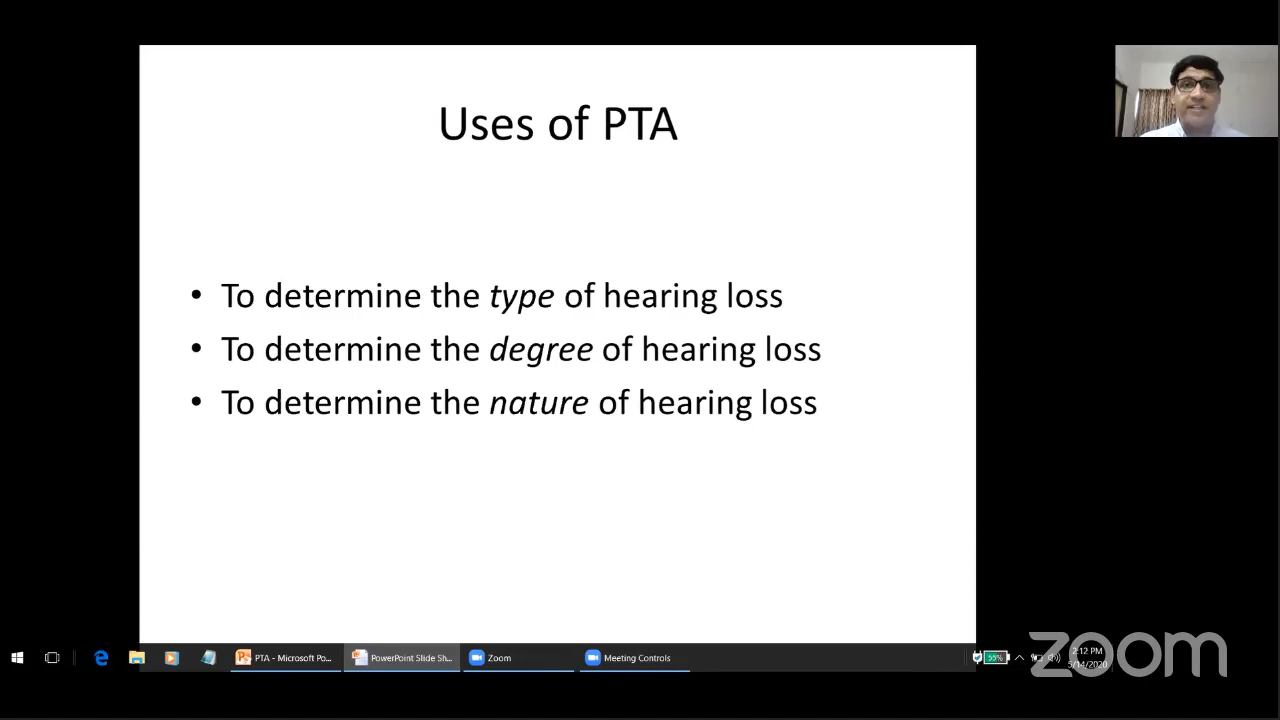 Uses of PTA
• To determine the type of hearing loss
• To determine the degree of hearing loss
• To determine the nature of hearing loss
PTA - Microsoft Po...
PowerPoint Slide Sh...
Zoom
Meeting Controls
55%
2:12 PM
5/14/2020
zoom